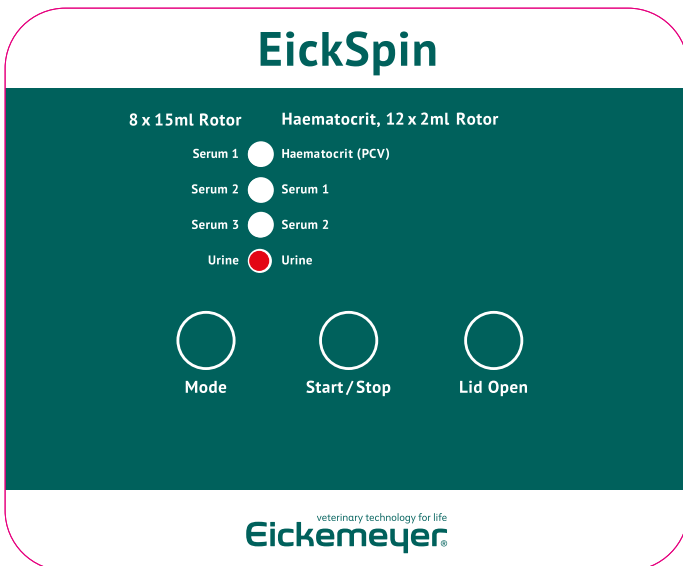 EickSpin
8 x 15ml Rotor Haematocrit, 12 x 2ml Rotor
Serum 1 Haematocrit (PCV)
Serum 2 Serum 1
Serum 3 Serum 2
Urine Urine
Mode Start / Stop Lid Open
veterinary technology for life
Eickemeyer®